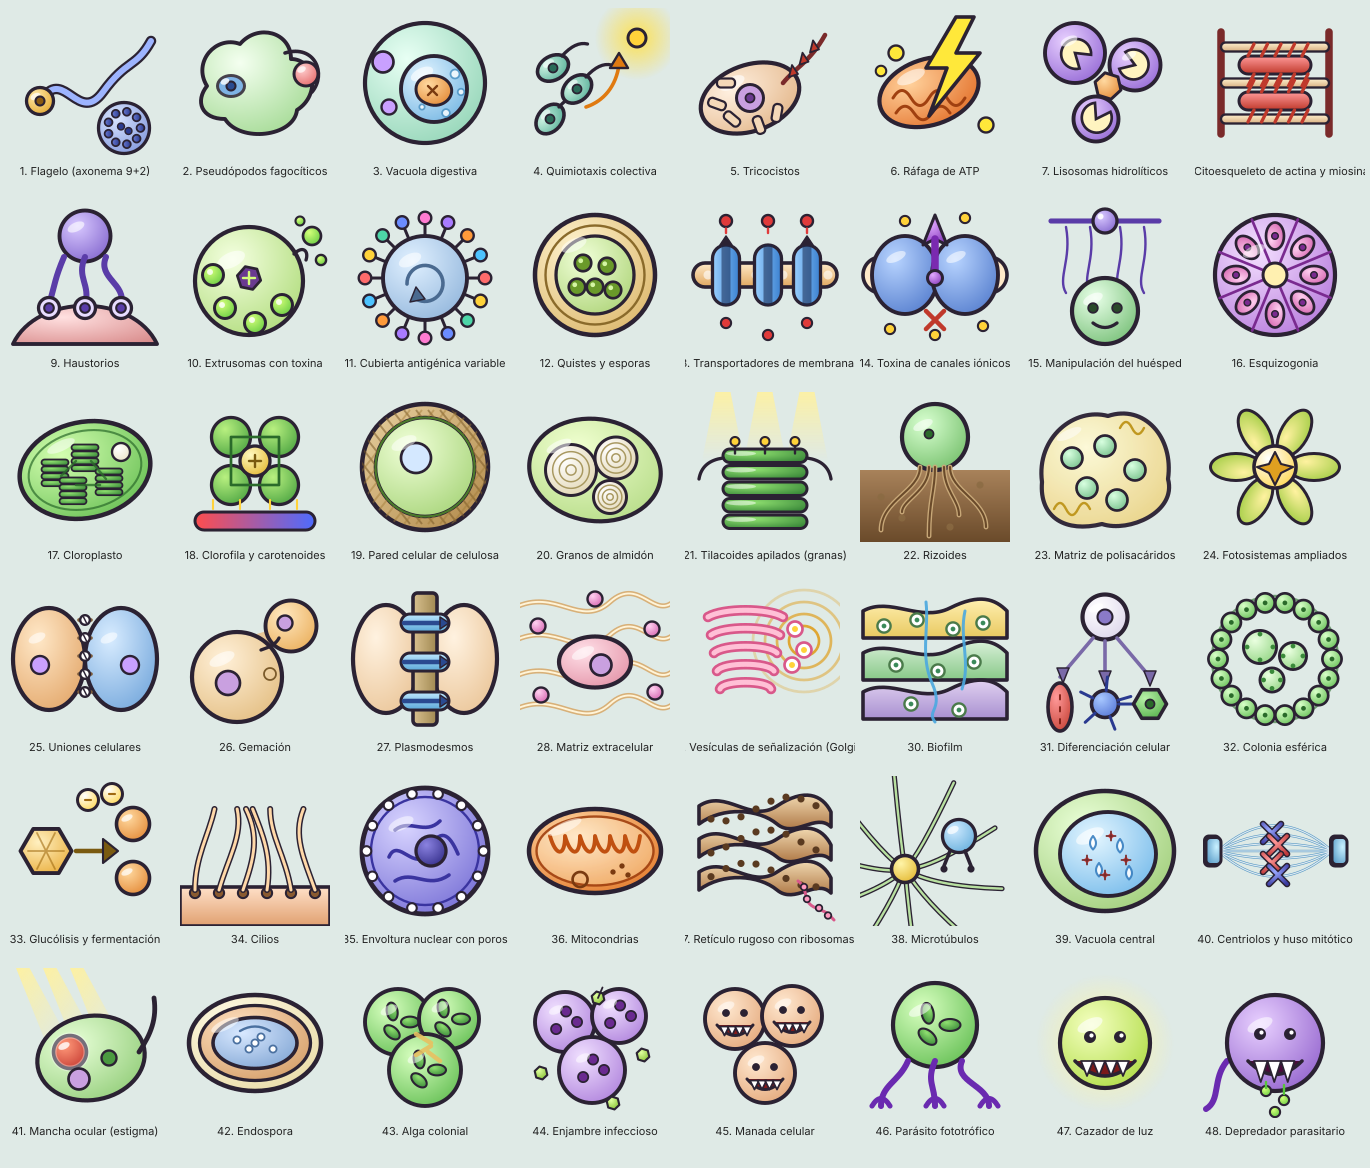 1. Flagelo (axonema 9+2)
2. Pseudópodos fagocíticos
3. Vacuola digestiva
4. Quimiotaxis colectiva
5. Tricocistos
6. Ráfaga de ATP
7. Lisosomas hidrolíticos
Citoesqueleto de actina y miosina
9. Haustorios
10. Extrusomas con toxina
11. Cubierta antigénica variable
12. Quistes y esporas
3. Transportadores de membrana
14. Toxina de canales iónicos
15. Manipulación del huésped
16. Esquizogonia
17. Cloroplasto
18. Clorofila y carotenoides
19. Pared celular de celulosa
20. Granos de almidón
21. Tilacoides apilados (granas)
22. Rizoides
23. Matriz de polisacáridos
24. Fotosistemas ampliados
25. Uniones celulares
26. Gemación
27. Plasmodesmos
28. Matriz extracelular
Vesículas de señalización (Golgi
30. Biofilm
31. Diferenciación celular
32. Colonia esférica
33. Glucólisis y fermentación
34. Cilios
35. Envoltura nuclear con poros
36. Mitocondrias
7. Retículo rugoso con ribosomas
38. Microtúbulos
39. Vacuola central
40. Centriolos y huso mitótico
41. Mancha ocular (estigma)
42. Endospora
43. Alga colonial
44. Enjambre infeccioso
45. Manada celular
46. Parásito fototrófico
47. Cazador de luz
48. Depredador parasitario